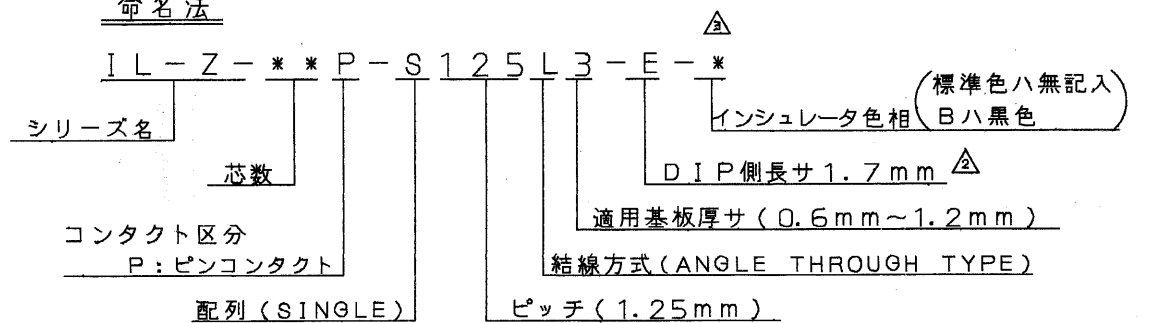 命名法
3
IL-Z-**P-S125L3-E-*
標準色ハ無記入
シリーズ名
インシュレータ色相
Bハ黒色
芯数
DIP側長サ1.7mm 2
コンタクト区分
適用基板厚サ(0.6mm~1.2mm)
P:ピンコンタクト
結線方式(ANGLE THROUGH TYPE)
配列(SINGLE)
ピッチ(1.25mm)